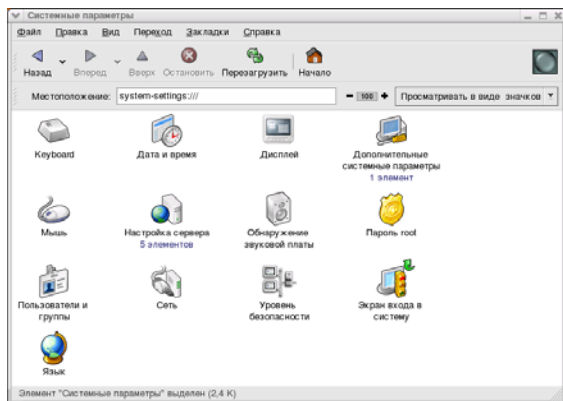 Системные параметры
Файл Правка Вид Переход Закладки Справка
Назад Вперед Вверх Остановить Перезагрузить Начало
Местоположение: system-settings:/// 100 Просматривать в виде значков
Keyboard Дата и время Дисплей Дополнительные
системные параметры
1 элемент
Мышь Настройка сервера Обнаружение Пароль root
5 элементов звуковой платы
Пользователи и Сеть Уровень Экран входа в
группы безопасности систему
Язык
Элемент "Системные параметры" выделен (2,4 K)